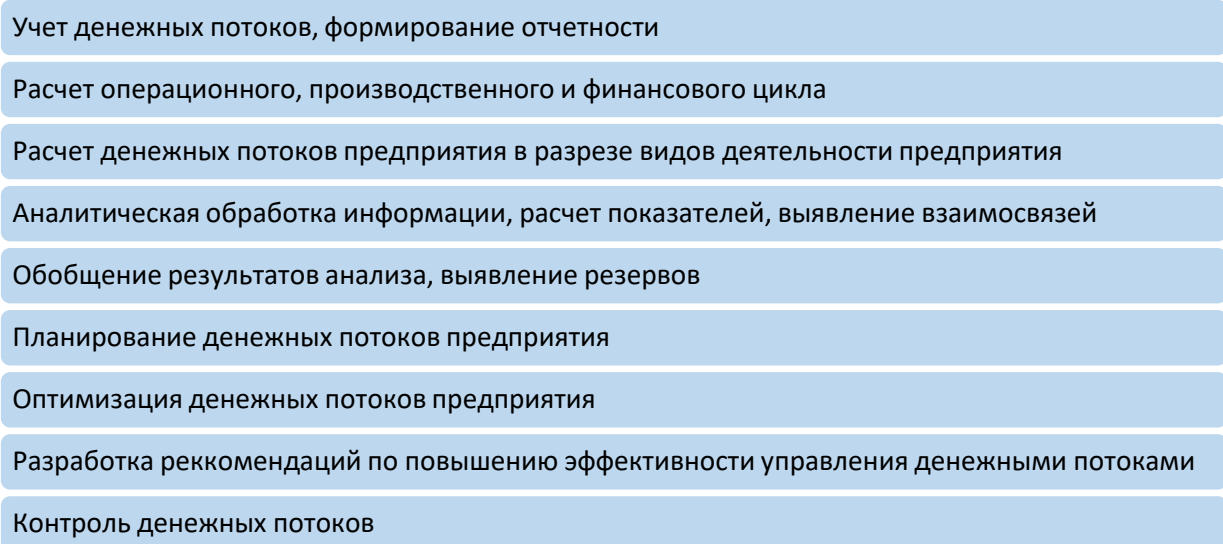 Учет денежных потоков, формирование отчетности
Расчет операционного, производственного и финансового цикла
Расчет денежных потоков предприятия в разрезе видов деятельности предприятия
Аналитическая обработка информации, расчет показателей, выявление взаимосвязей
Обобщение результатов анализа, выявление резервов
Планирование денежных потоков предприятия
Оптимизация денежных потоков предприятия
Разработка реккомендаций по повышению эффективности управления денежными потоками
Контроль денежных потоков